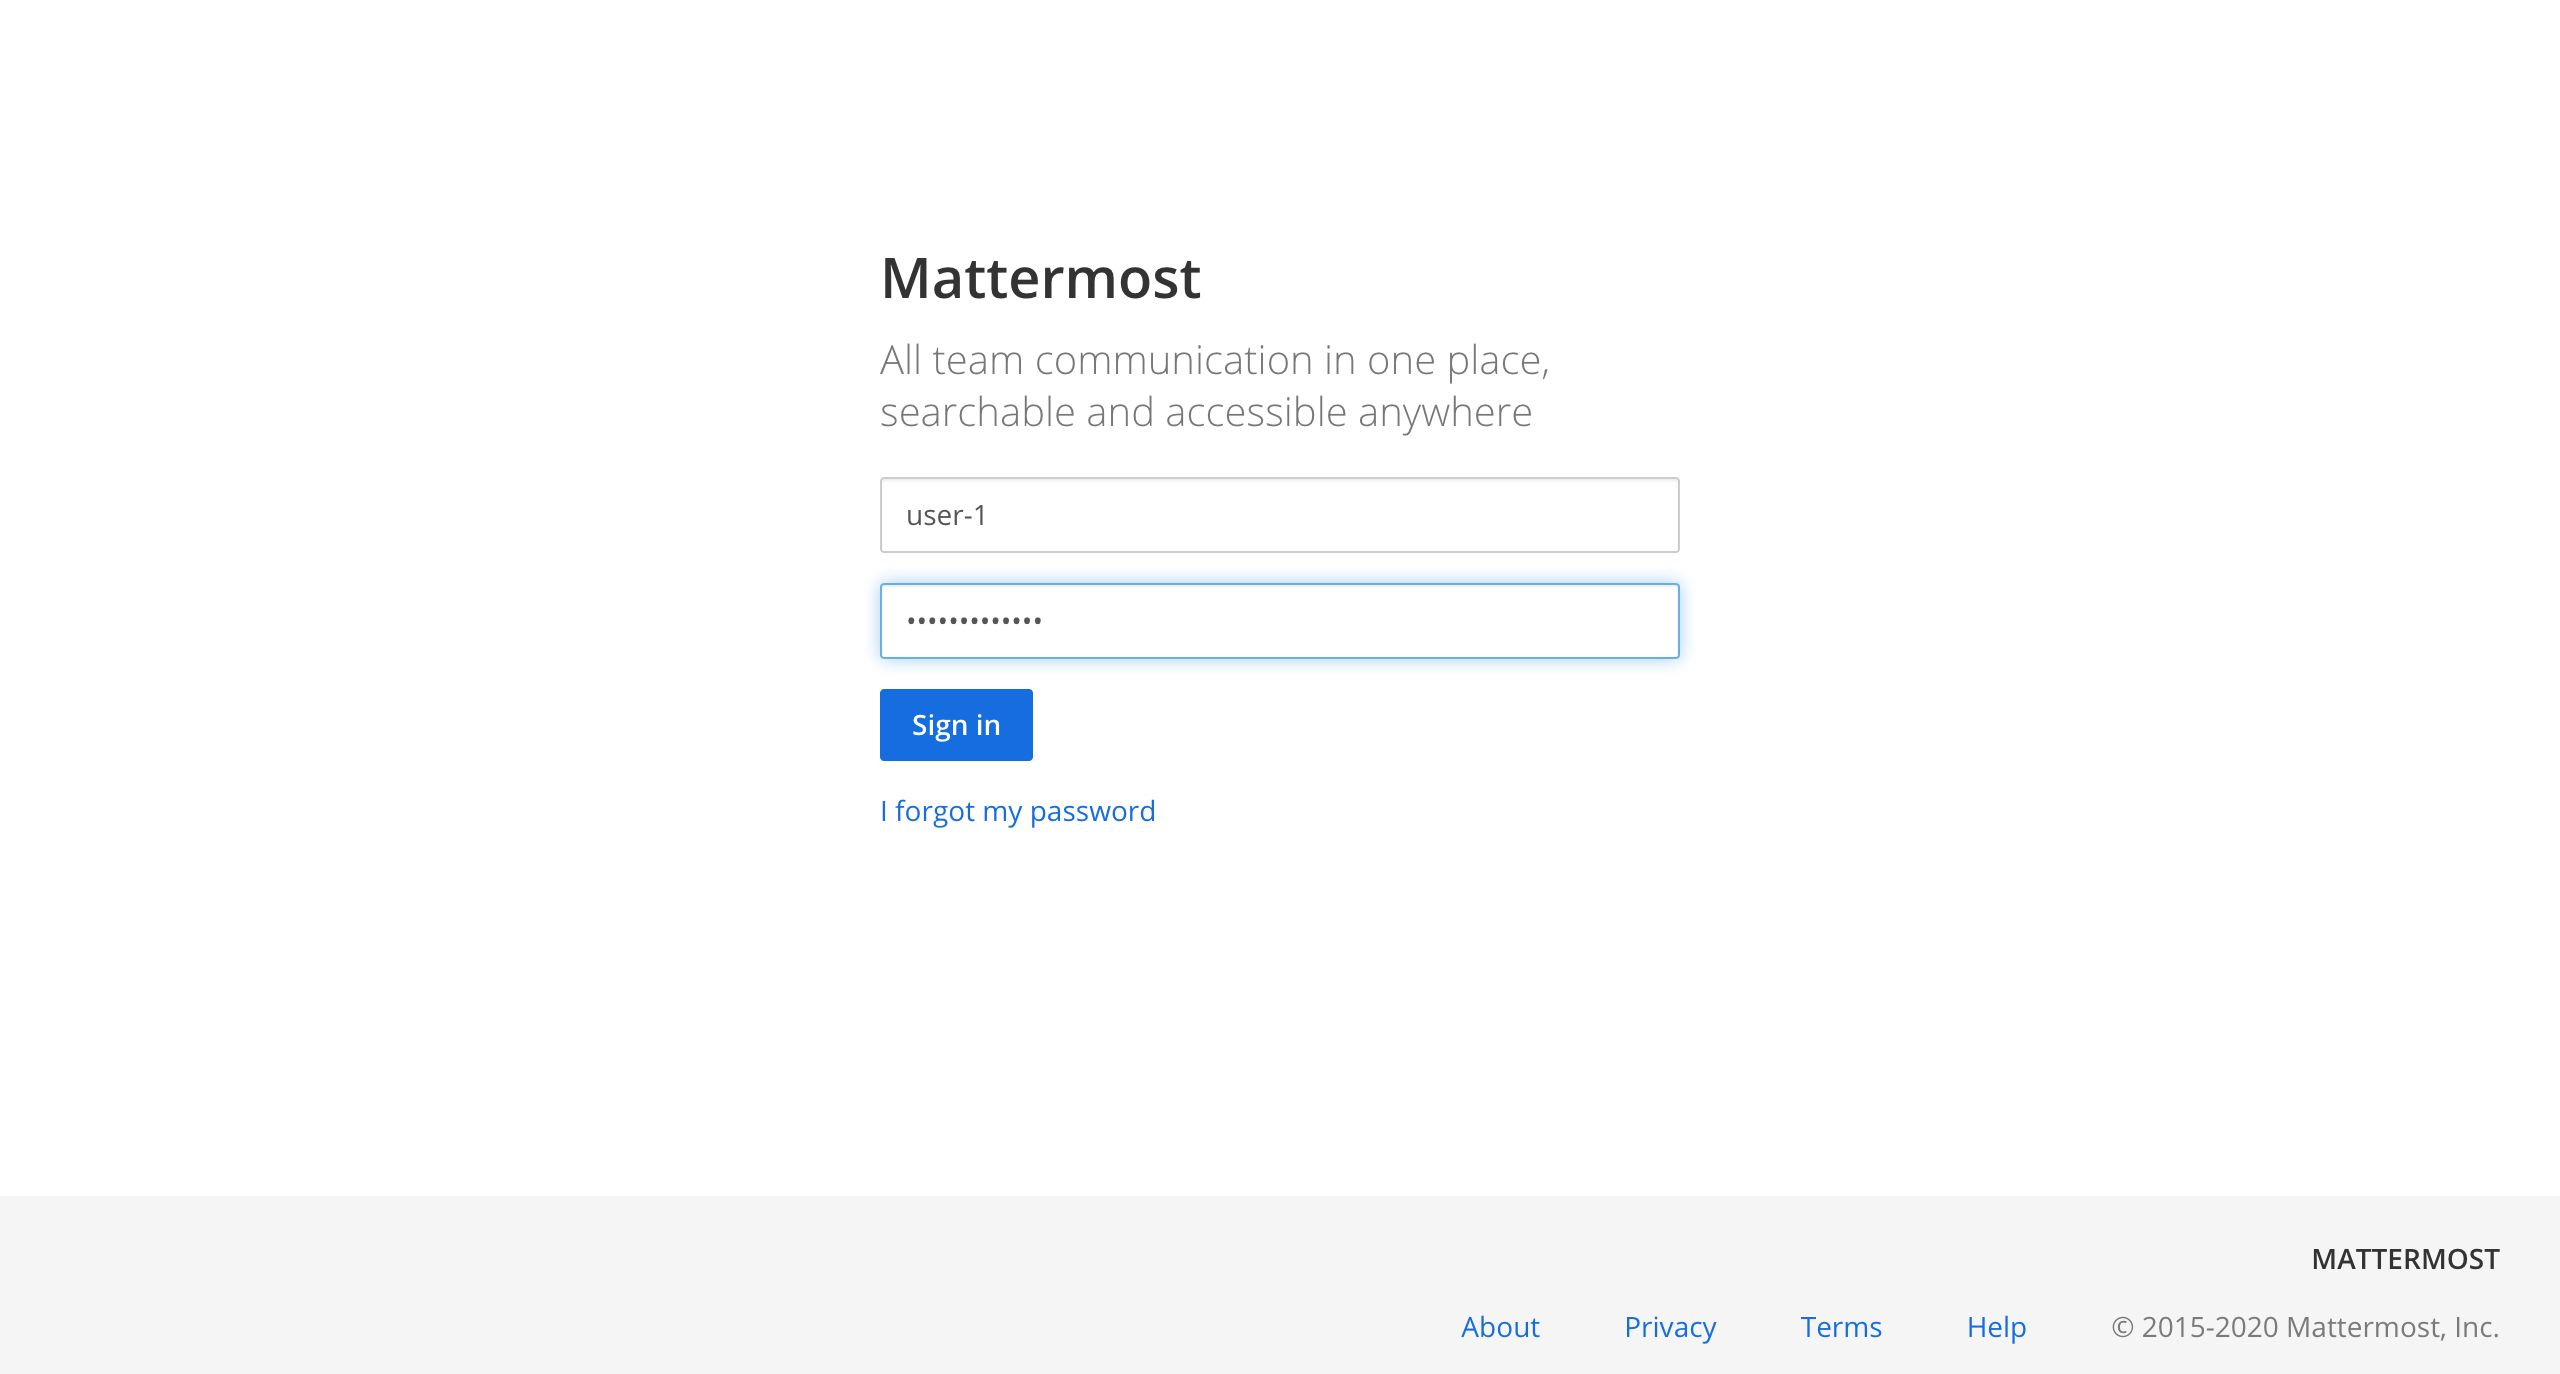 Mattermost
All team communication in one place,
searchable and accessible anywhere
user-1
•••••••••••••
Sign in
I forgot my password
MATTERMOST
About Privacy Terms Help © 2015-2020 Mattermost, Inc.